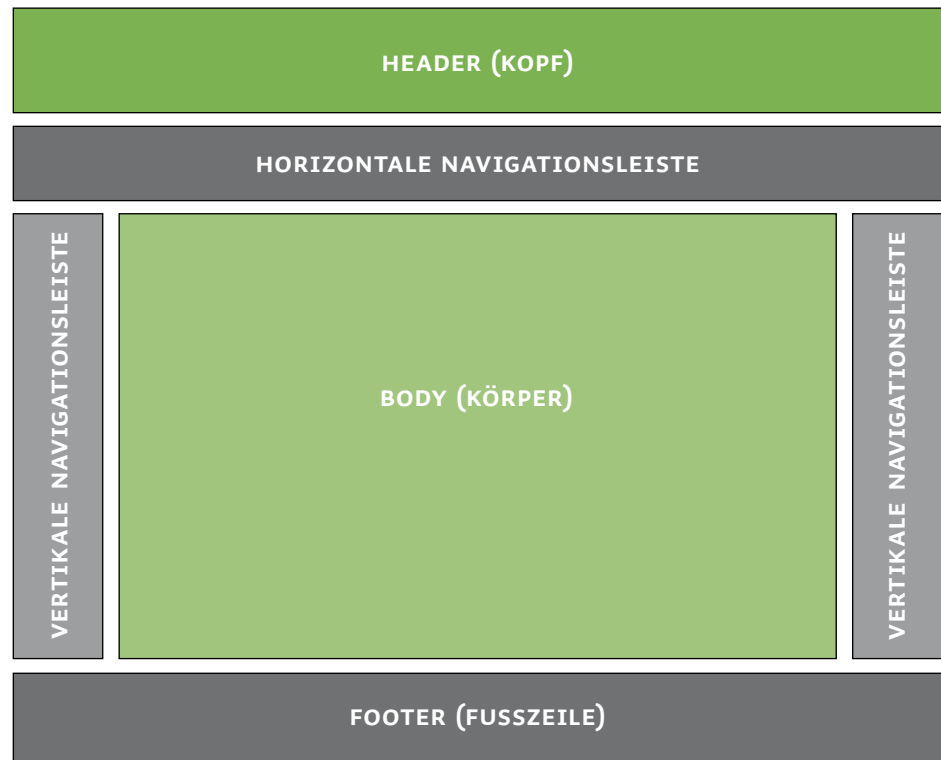 HEADER (KOPF)
HORIZONTALE NAVIGATIONSLEISTE
VERTIKALE NAVIGATIONSLEISTE
BODY (KÖRPER)
VERTIKALE NAVIGATIONSLEISTE
FOOTER (FUSSZEILE)